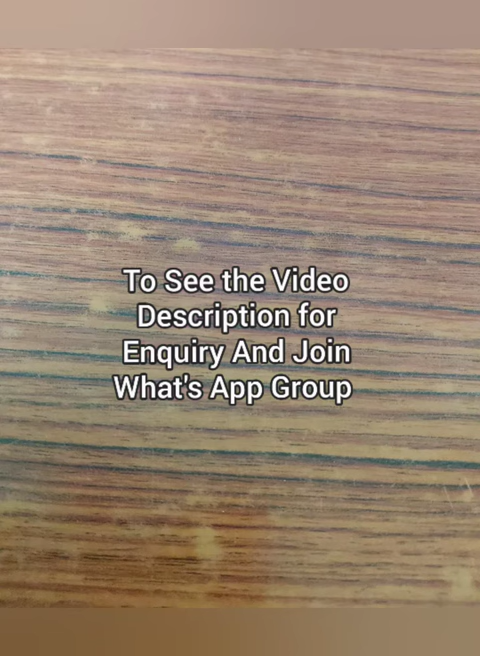 To See the Video
Description for
Enquiry And Join
What's App Group